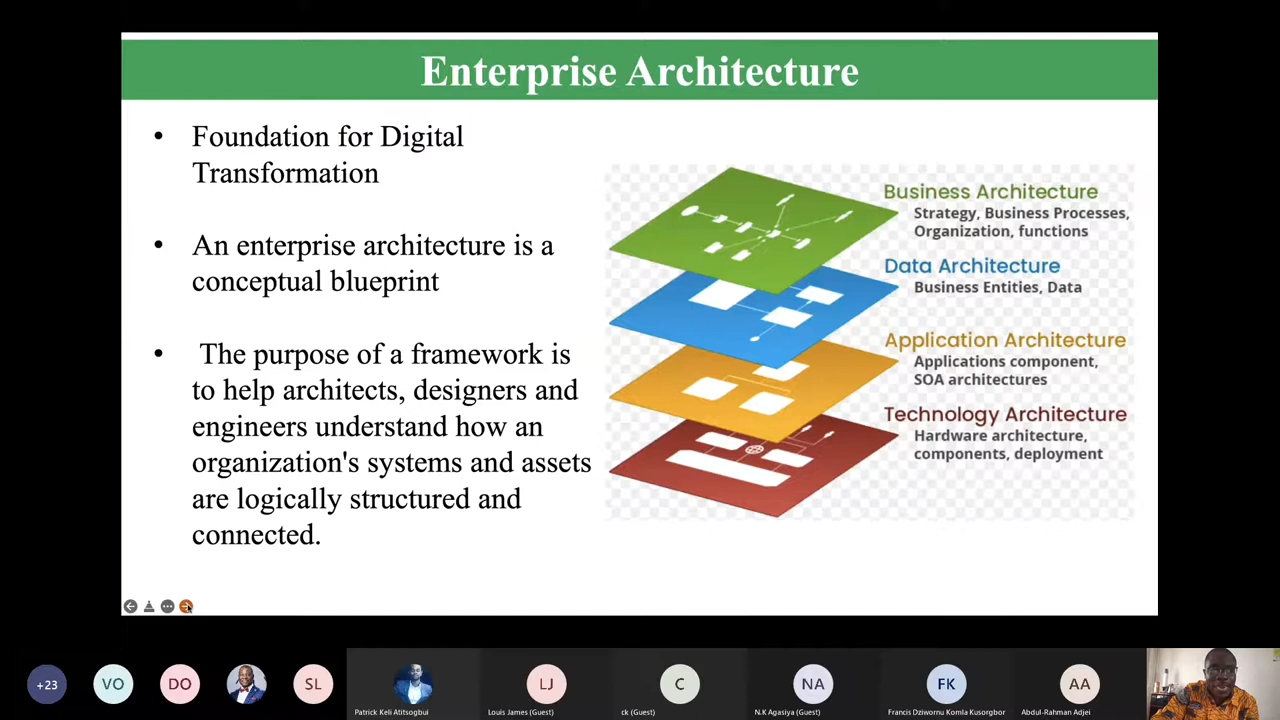 Enterprise Architecture
• Foundation for Digital
Transformation
• An enterprise architecture is a
conceptual blueprint
• The purpose of a framework is
to help architects, designers and
engineers understand how an
organization's systems and assets
are logically structured and
connected.
Business Architecture
Strategy, Business Processes,
Organization, functions
Data Architecture
Business Entities, Data
Application Architecture
Applications component,
SOA architectures
Technology Architecture
Hardware architecture,
components, deployment
+23
VO
DO
SL
Patrick Keli Atitsogbui
LJ
Louis James (Guest)
C
ck (Guest)
NA
N.K Agasiya (Guest)
FK
Francis Dziwornu Komla Kusorgbor
AA
Abdul-Rahman Adjei